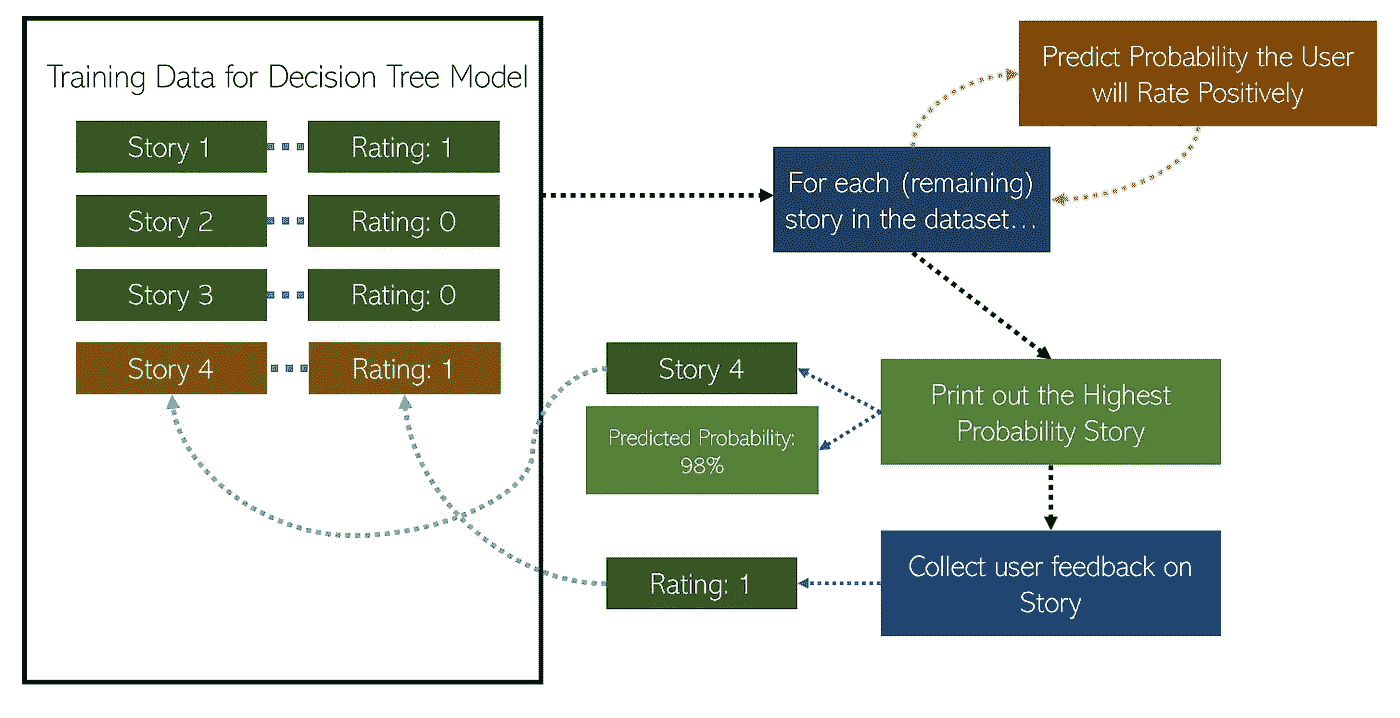 Training Data for Decision Tree Model
Story 1
Rating: 1
Story 2
Rating: 0
Story 3
Rating: 0
Story 4
Rating: 1
Predict Probability the User
will Rate Positively
For each (remaining)
story in the dataset...
Print out the Highest
Probability Story
Story 4
Predicted Probability:
98%
Collect user feedback on
Story
Rating: 1